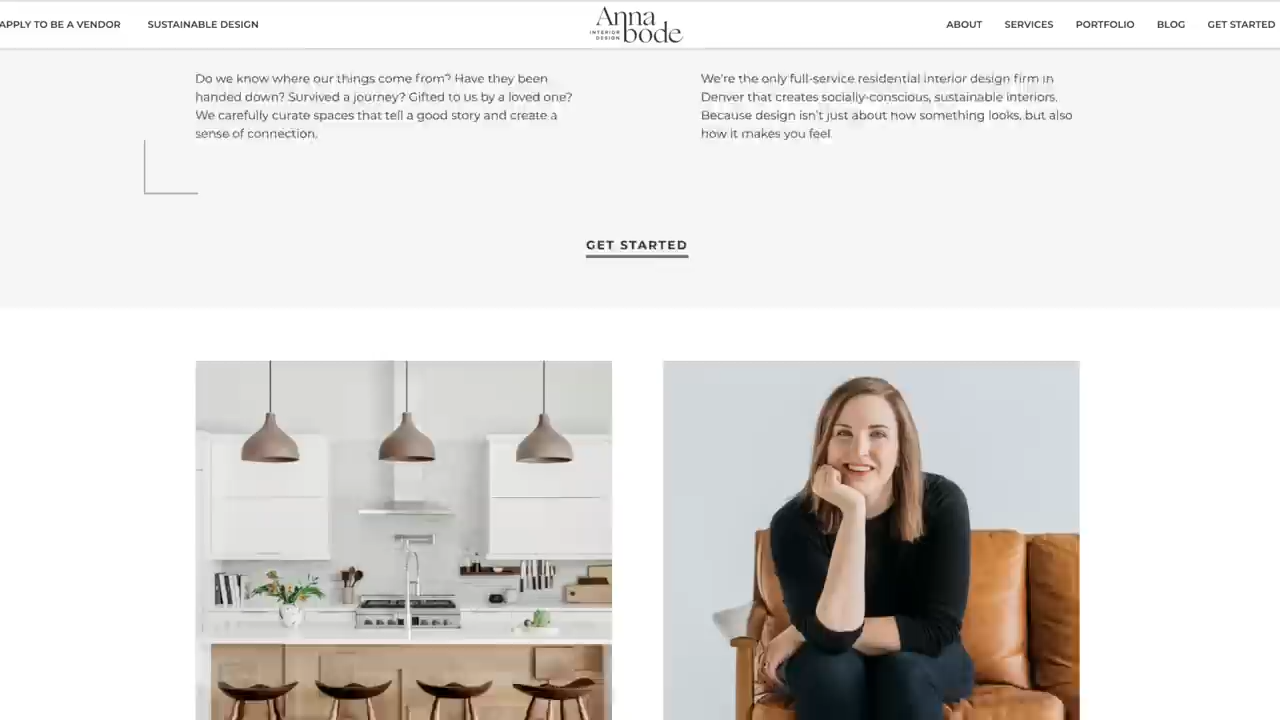 APPLY TO BE A VENDOR
SUSTAINABLE DESIGN
Anna
INTERIOR
DESIGN
bode
ABOUT
SERVICES
PORTFOLIO
BLOG
GET STARTED
Do we know where our things come from? Have they been
handed down? Survived a journey? Gifted to us by a loved one?
We carefully curate spaces that tell a good story and create a
sense of connection.
We're the only full-service residential interior design firm in
Denver that creates socially-conscious, sustainable interiors.
Because design isn't just about how something looks, but also
how it makes you feel.
GET STARTED